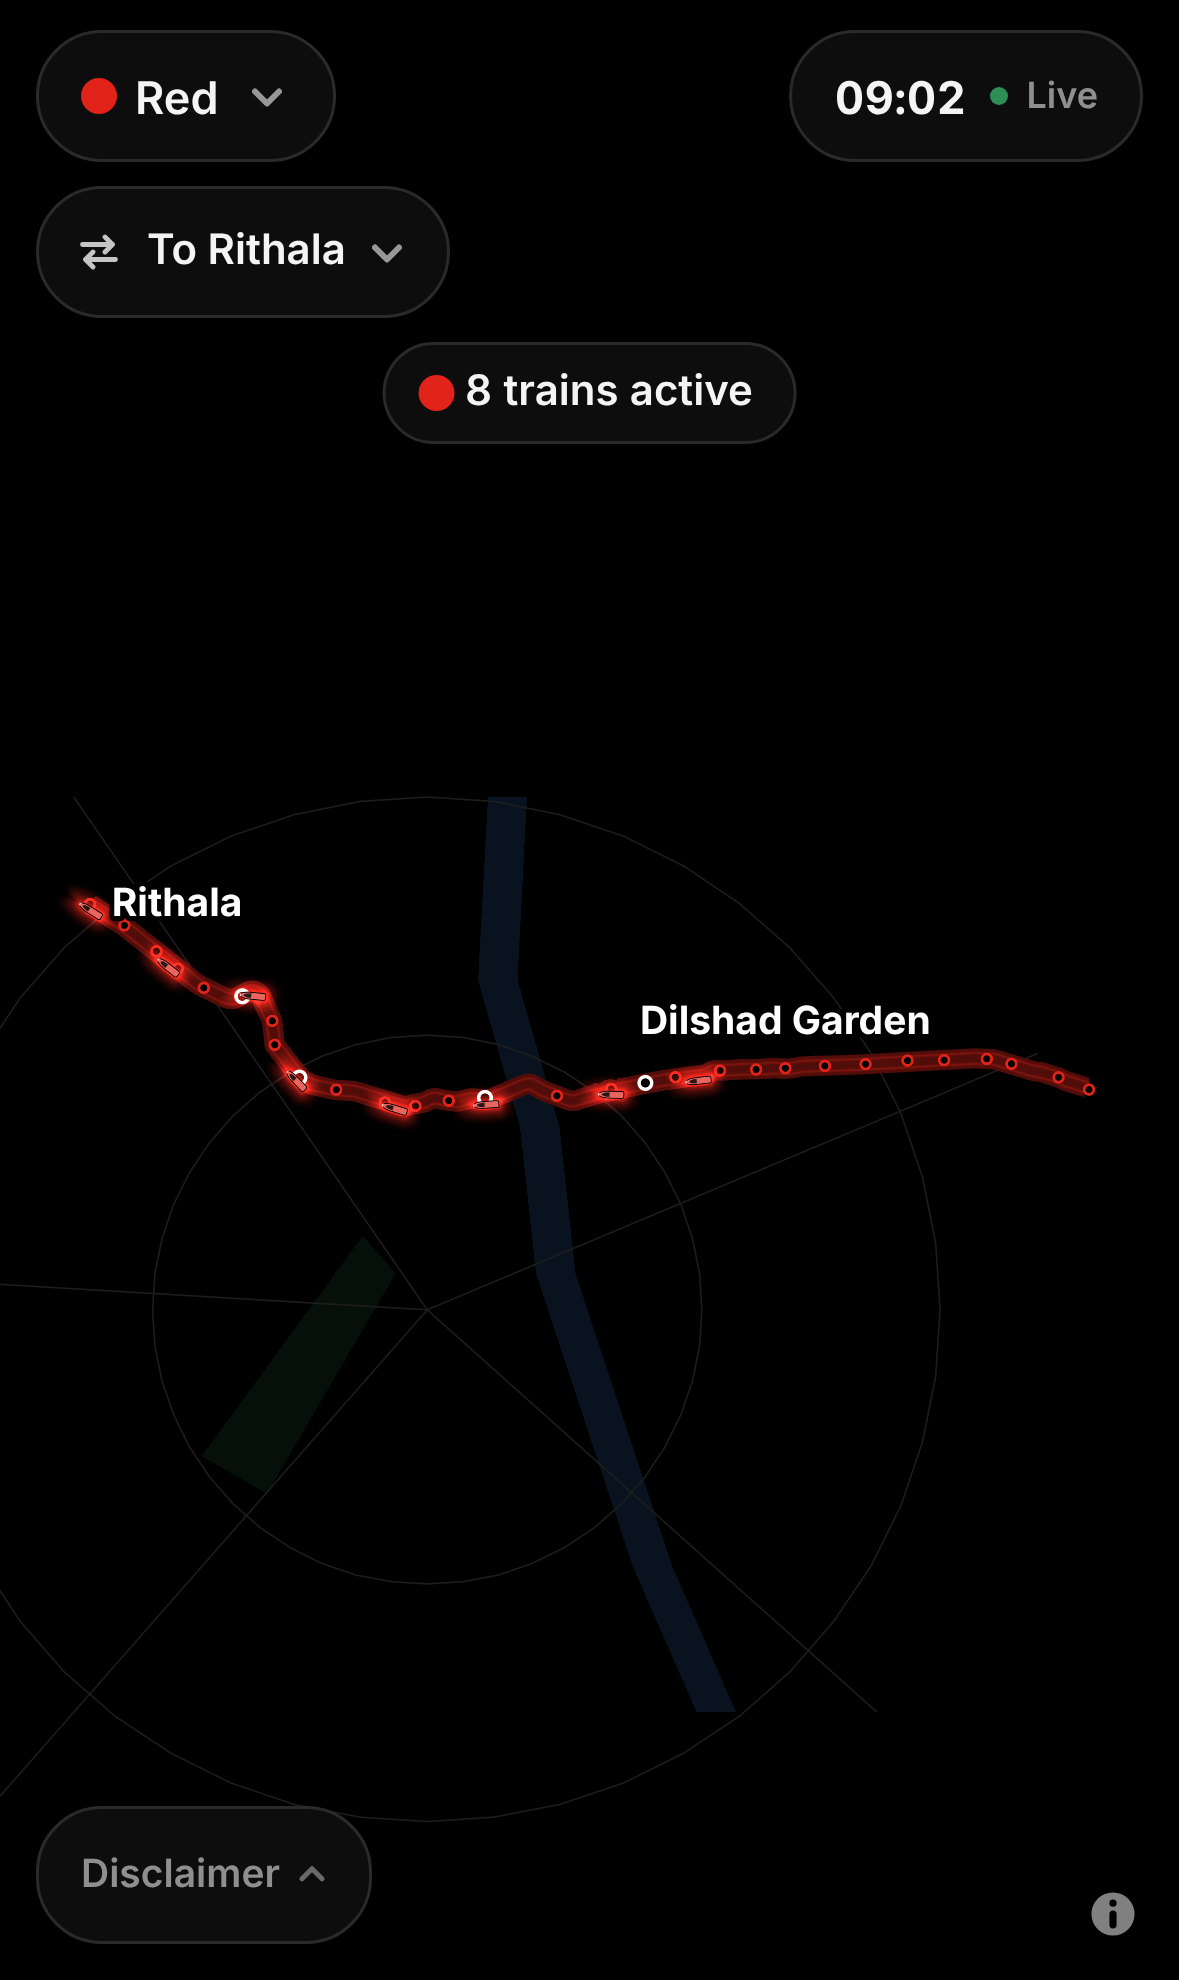 Red
09:02 Live
To Rithala
8 trains active
Rithala
Dilshad Garden
Disclaimer